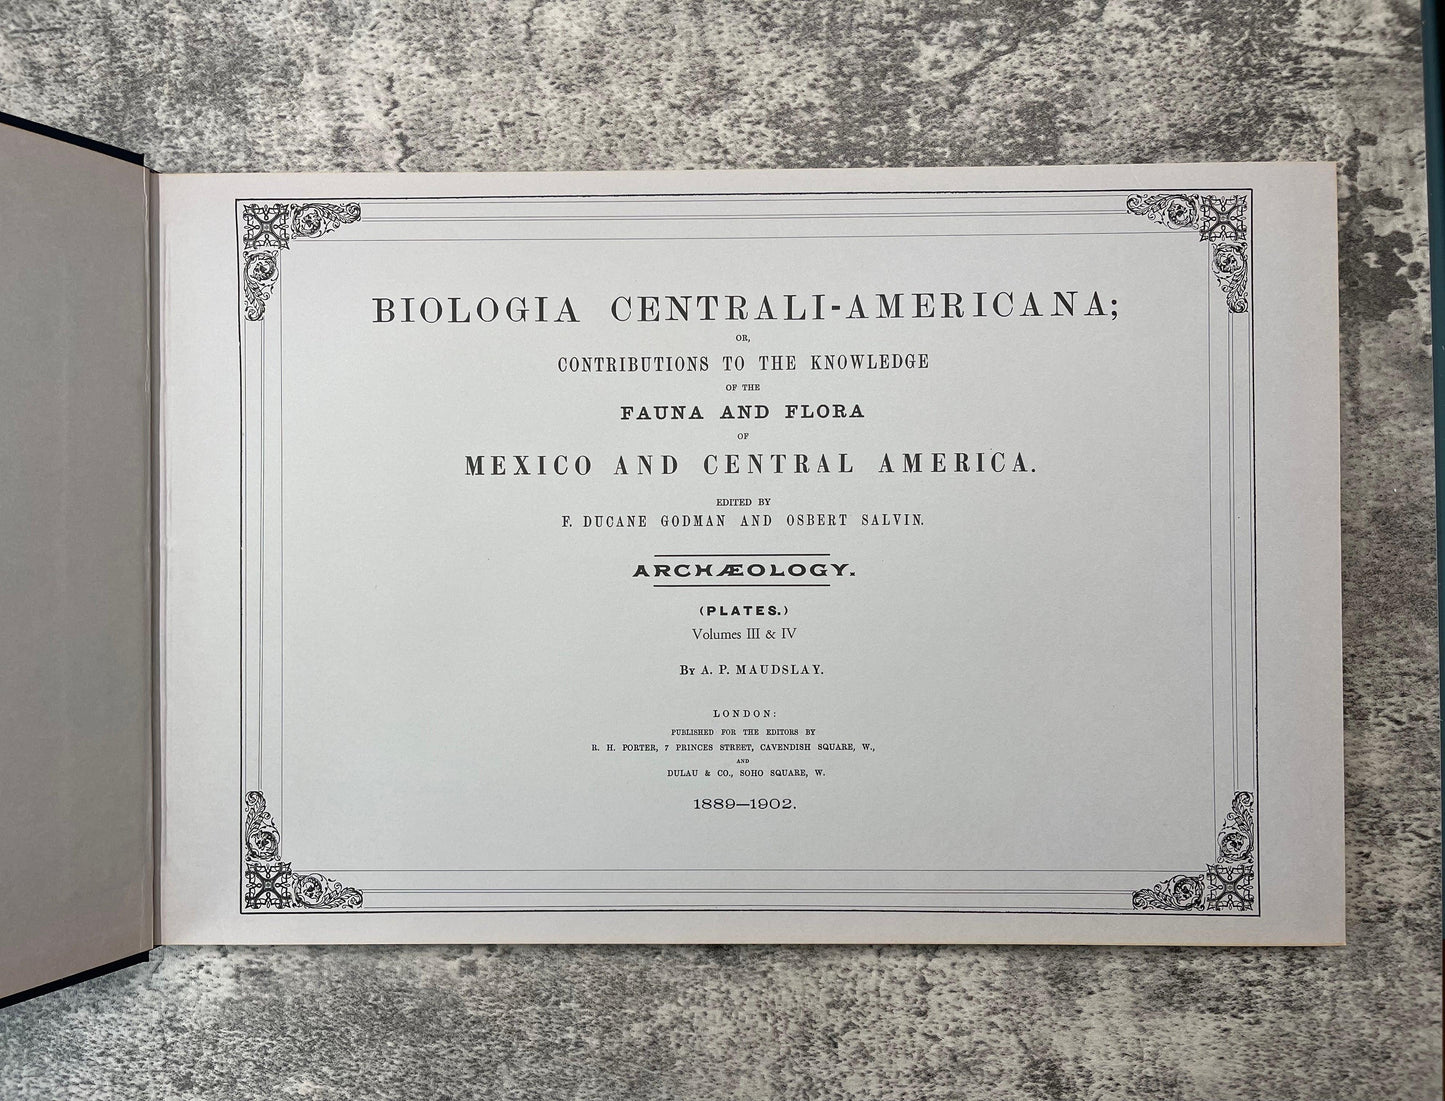 BIOLOGIA CENTRALI-AMERICANA;
OR,
CONTRIBUTIONS TO THE KNOWLEDGE
OF THE
FAUNA AND FLORA
OF
MEXICO AND CENTRAL AMERICA.
EDITED BY
F. DUCANE GODMAN AND OSBERT SALVIN.
ARCHÆOLOGY.
(PLATES.)
Volumes III & IV
By A. P. MAUDSLAY.
LONDON:
PUBLISHED FOR THE EDITORS BY
R. H. PORTER, 7 PRINCES STREET, CAVENDISH SQUARE, W.,
AND
DULAU & CO., SOHO SQUARE, W.
1889—1902.